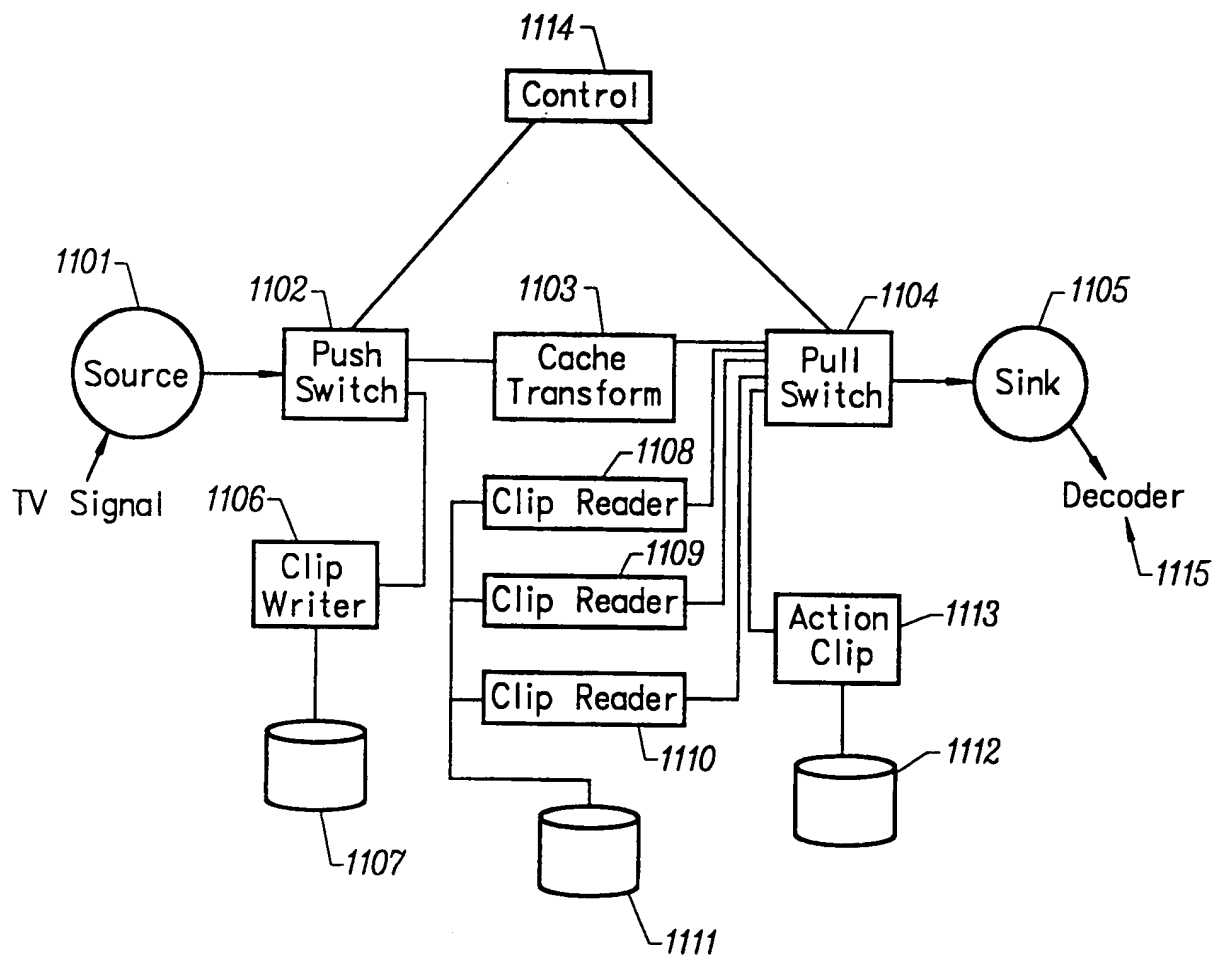 1114
Control
1101
1102
1103
1104
1105
Source
Push
Switch
Cache
Transform
Pull
Switch
Sink
TV Signal
1106
1108
Clip Reader
Decoder
1115
Clip
Writer
1109
Clip Reader
Action
Clip
1113
Clip Reader
1110
1107
1112
1111